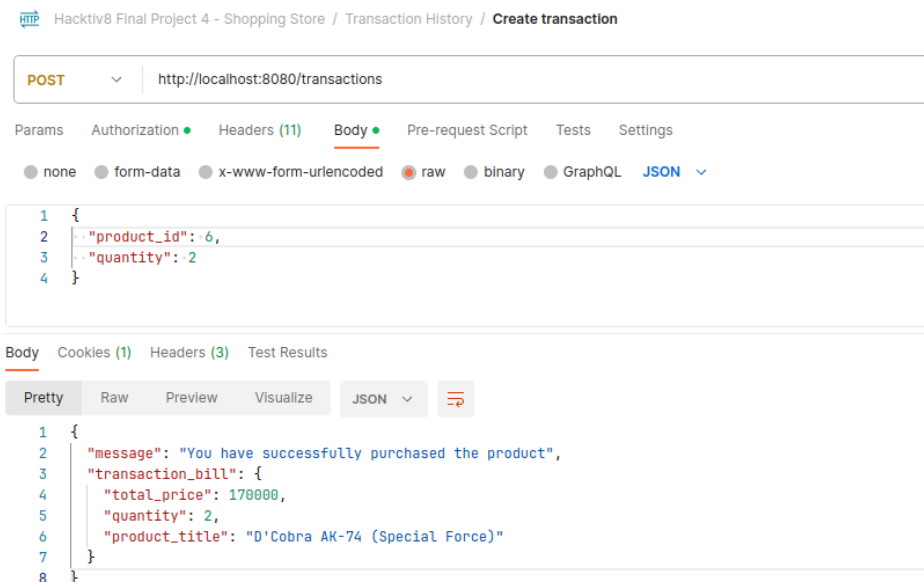 HTTP Hacktiv8 Final Project 4 - Shopping Store / Transaction History / Create transaction
POST http://localhost:8080/transactions
Params Authorization Headers (11) Body Pre-request Script Tests Settings
none form-data x-www-form-urlencoded raw binary GraphQL JSON
1 {
2 "product_id": 6,
3 "quantity": 2
4 }
Body Cookies (1) Headers (3) Test Results
Pretty Raw Preview Visualize JSON
1 {
2 "message": "You have successfully purchased the product",
3 "transaction_bill": {
4 "total_price": 170000,
5 "quantity": 2,
6 "product_title": "D'Cobra AK-74 (Special Force)"
7 }
8 }